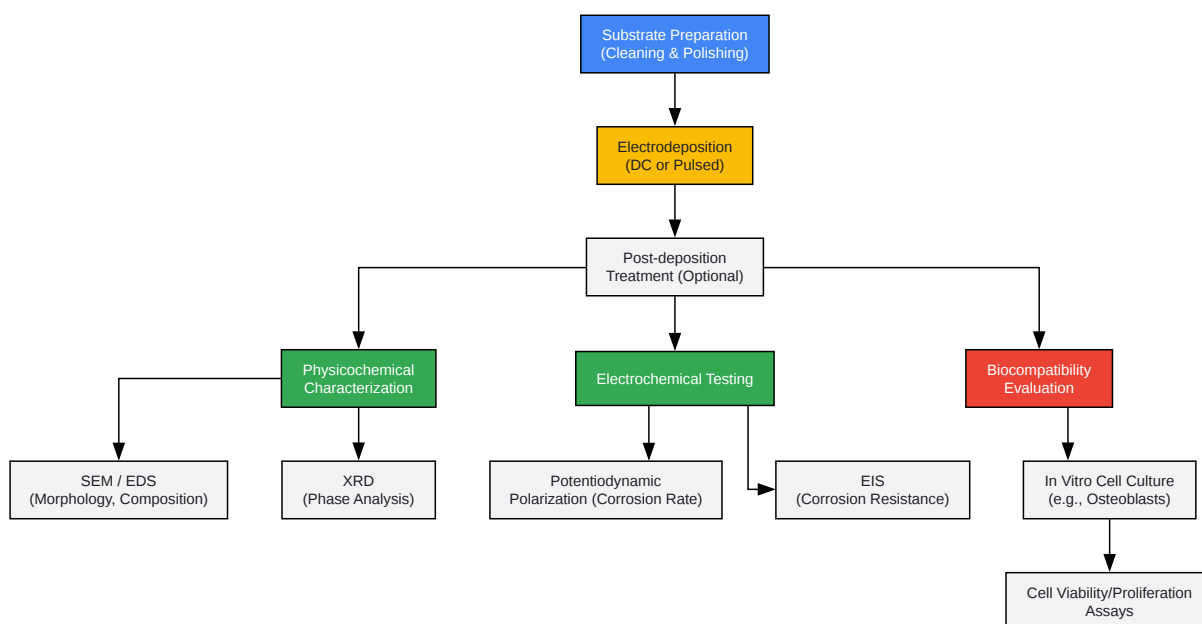 Substrate Preparation
(Cleaning & Polishing)
Electrodeposition
(DC or Pulsed)
Post-deposition
Treatment (Optional)
Physicochemical
Characterization
Electrochemical Testing
Biocompatibility
Evaluation
SEM / EDS
(Morphology, Composition)
XRD
(Phase Analysis)
Potentiodynamic
Polarization (Corrosion Rate)
EIS
(Corrosion Resistance)
In Vitro Cell Culture
(e.g., Osteoblasts)
Cell Viability/Proliferation
Assays